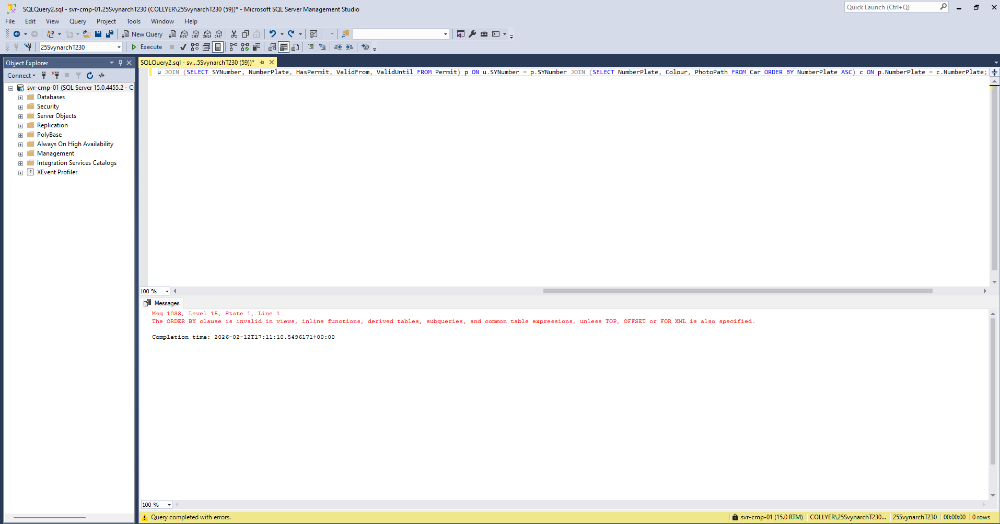 SQLQuery2.sql - svr-cmp-01.25SvynarchT230 (COLLYER\25SvynarchT230 (59))* - Microsoft SQL Server Management Studio
Quick Launch (Ctrl+Q)
File Edit View Query Project Tools Window Help
New Query MDX DMX XMLA DAX
25SvynarchT230 Execute
Object Explorer
SQLQuery2.sql - sv...5SvynarchT230 (59))*
Connect
u JOIN (SELECT SYNumber, NumberPlate, HasPermit, ValidFrom, ValidUntil FROM Permit) p ON u.SYNumber = p.SYNumber JOIN (SELECT NumberPlate, Colour, PhotoPath FROM Car ORDER BY NumberPlate ASC) c ON p.NumberPlate = c.NumberPlate;
svr-cmp-01 (SQL Server 15.0.4455.2 - C
Databases
Security
Server Objects
Replication
PolyBase
Always On High Availability
Management
Integration Services Catalogs
XEvent Profiler
100 %
Messages
Msg 1033, Level 15, State 1, Line 1
The ORDER BY clause is invalid in views, inline functions, derived tables, subqueries, and common table expressions, unless TOP, OFFSET or FOR XML is also specified.
Completion time: 2026-02-12T17:11:10.5496171+00:00
100 %
Query completed with errors.
svr-cmp-01 (15.0 RTM) COLLYER\25SvynarchT230... 25SvynarchT230 00:00:00 0 rows